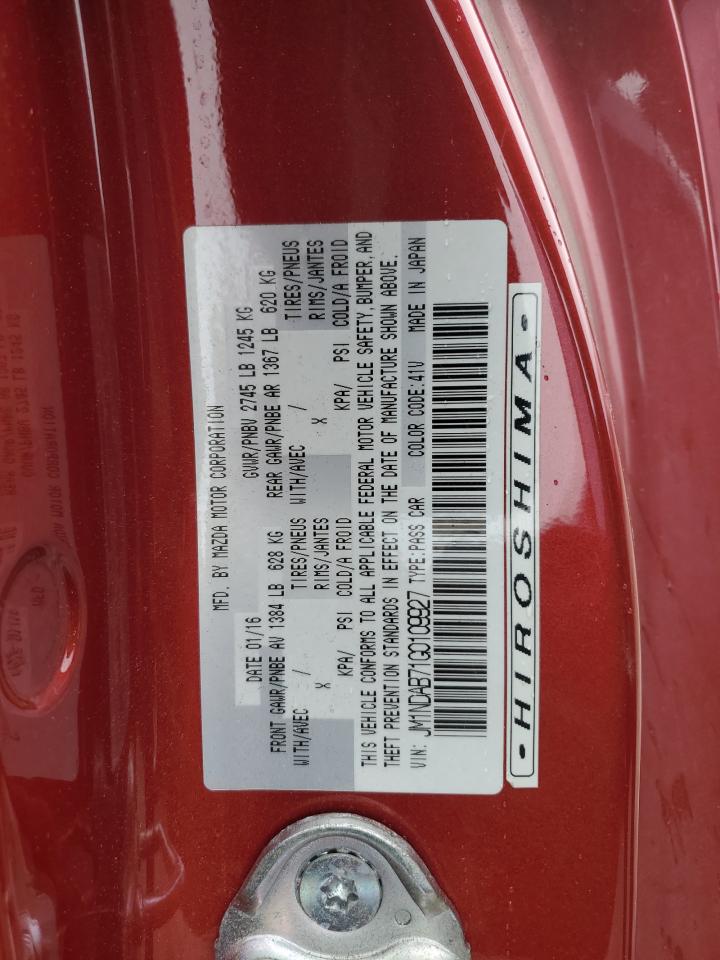 MFD. BY MAZDA MOTOR CORPORATION
DATE 01/16 GVWR/PNBV 2745 LB 1245 KG
FRONT GAWR/PNBE AV 1384 LB 628 KG REAR GAWR/PNBE AR 1367 LB 620 KG
WITH/AVEC / TIRES/PNEUS WITH/AVEC / TIRES/PNEUS
X RIMS/JANTES X RIMS/JANTES
KPA/ PSI COLD/A FROID KPA/ PSI COLD/A FROID
THIS VEHICLE CONFORMS TO ALL APPLICABLE FEDERAL MOTOR VEHICLE SAFETY, BUMPER, AND
THEFT PREVENTION STANDARDS IN EFFECT ON THE DATE OF MANUFACTURE SHOWN ABOVE.
VIN: JM1NDAB71G0109927 TYPE:PASS CAR COLOR CODE:41V MADE IN JAPAN
•HIROSHIMA•